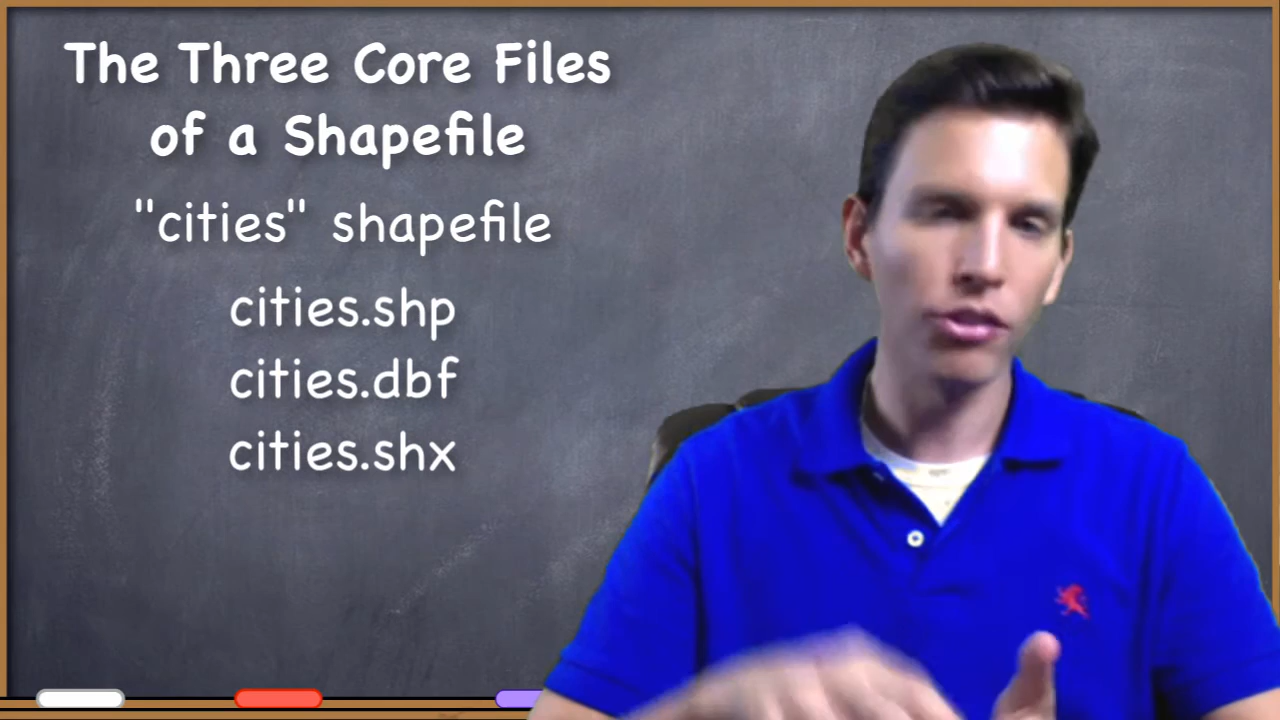 The Three Core Files
of a Shapefile
"cities" shapefile
cities.shp
cities.dbf
cities.shx